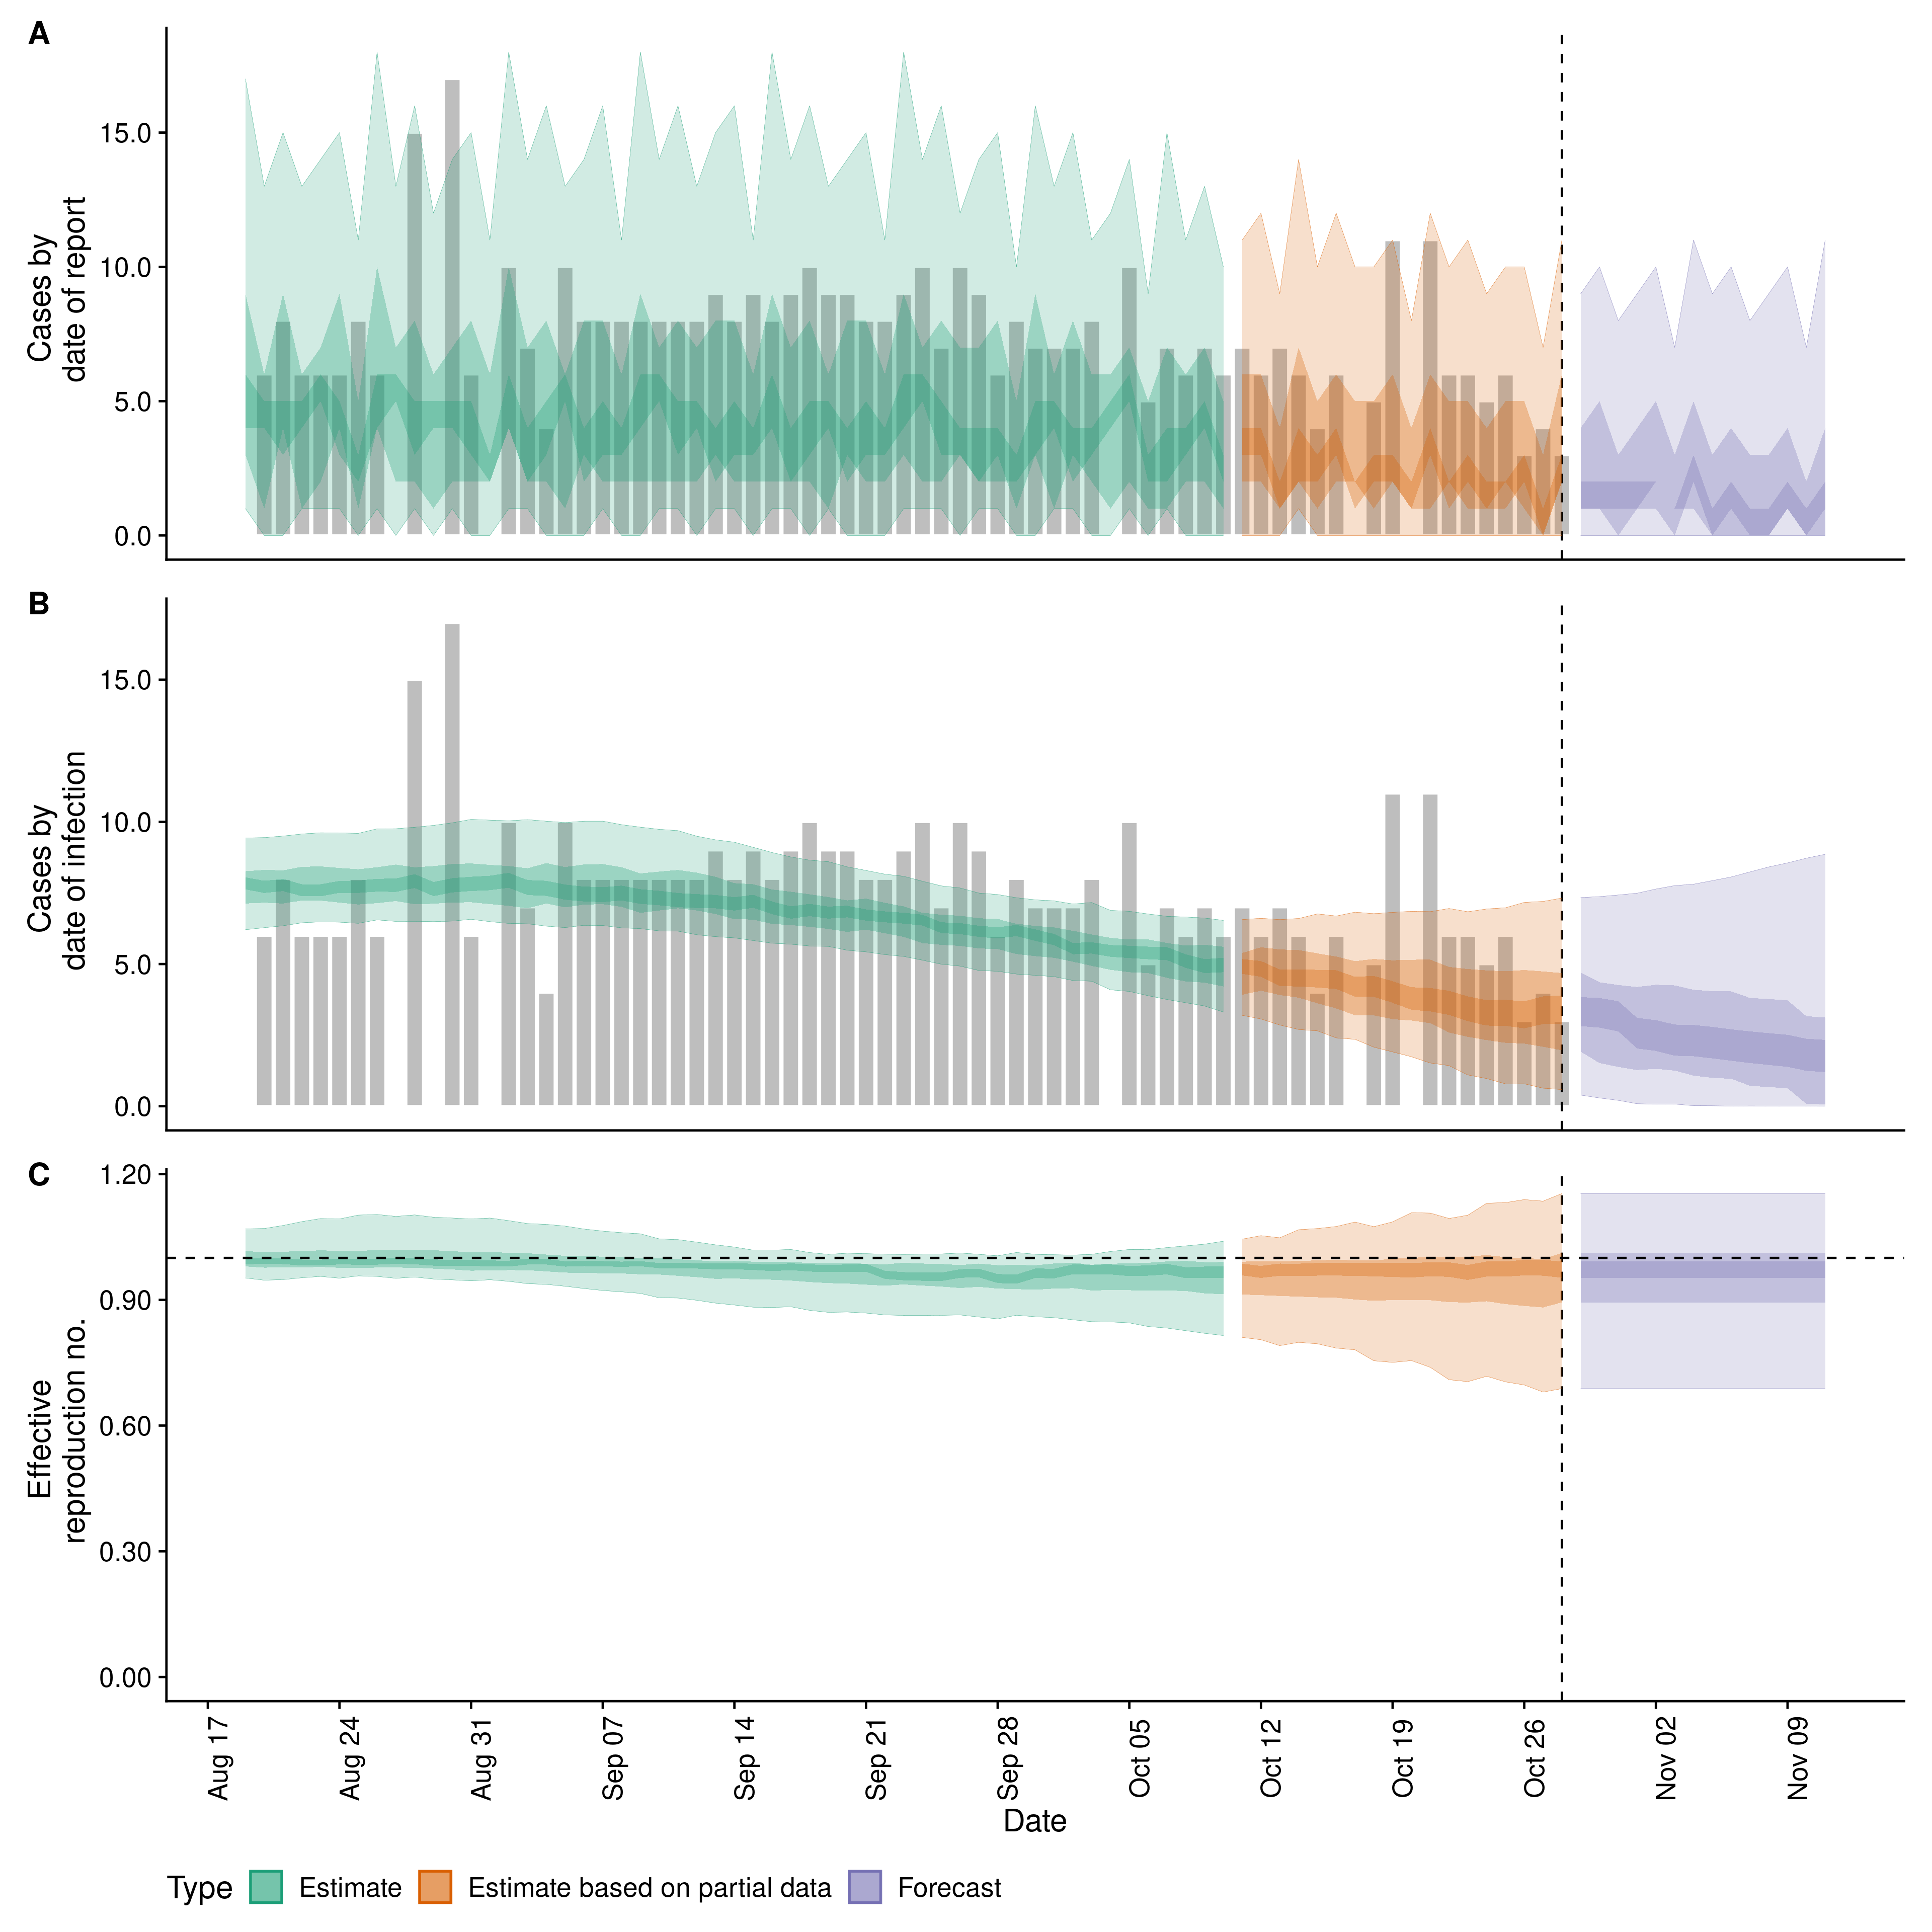 A
Cases by
date of report
15.0
10.0
5.0
0.0
B
Cases by
date of infection
15.0
10.0
5.0
0.0
C
Effective
reproduction no.
1.20
0.90
0.60
0.30
0.00
Aug 17
Aug 24
Aug 31
Sep 07
Sep 14
Sep 21
Sep 28
Oct 05
Oct 12
Oct 19
Oct 26
Nov 02
Nov 09
Date
Type Estimate Estimate based on partial data Forecast